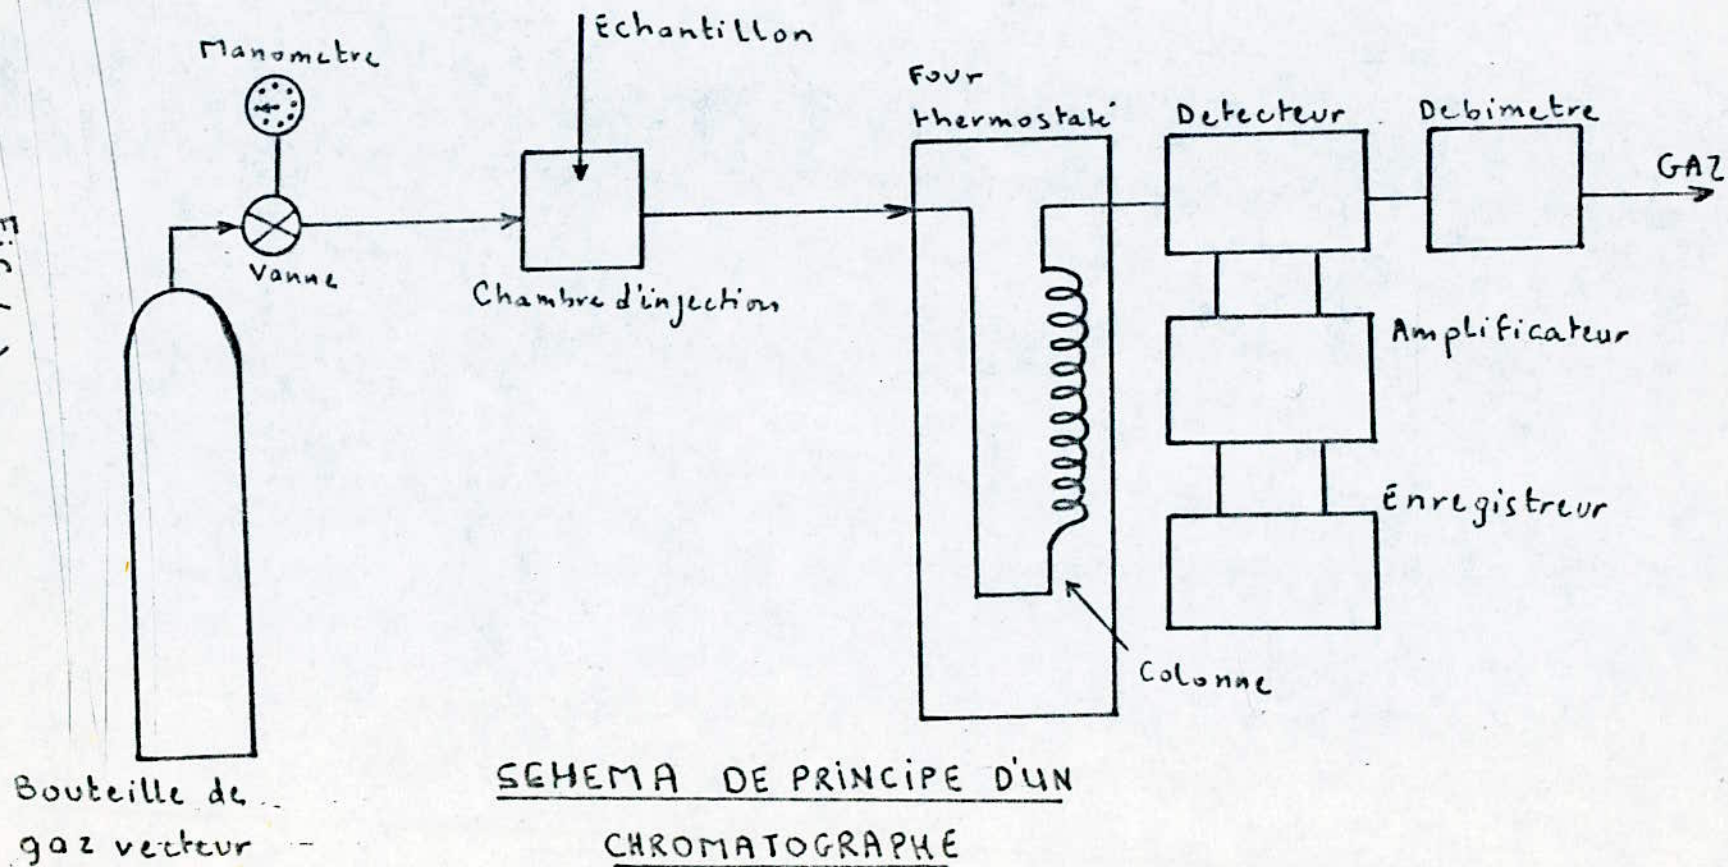 Echantillon
Manometre
Four
thermostaté
Detecteur
Debimetre
GAZ
Vanne
Chambre d'injection
Amplificateur
Enregistreur
Colonne
Bouteille de
gaz vecteur
SCHEMA DE PRINCIPE D'UN
CHROMATOGRAPHE